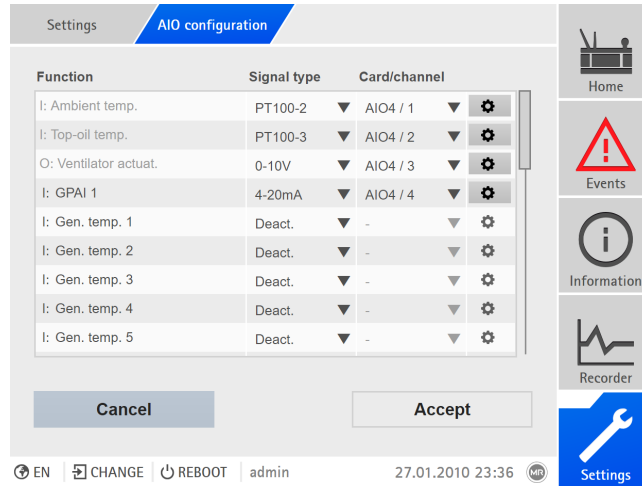 Settings AIO configuration
Home
Function Signal type Card/channel
I: Ambient temp. PT100-2 AIO4 / 1
I: Top-oil temp. PT100-3 AIO4 / 2
O: Ventilator actuat. 0-10V AIO4 / 3
I: GPAI 1 4-20mA AIO4 / 4
Events
I: Gen. temp. 1 Deact. -
I: Gen. temp. 2 Deact. -
I: Gen. temp. 3 Deact. -
Information
I: Gen. temp. 4 Deact. -
I: Gen. temp. 5 Deact. -
Recorder
Cancel Accept
EN CHANGE REBOOT admin 27.01.2010 23:36 MR
Settings